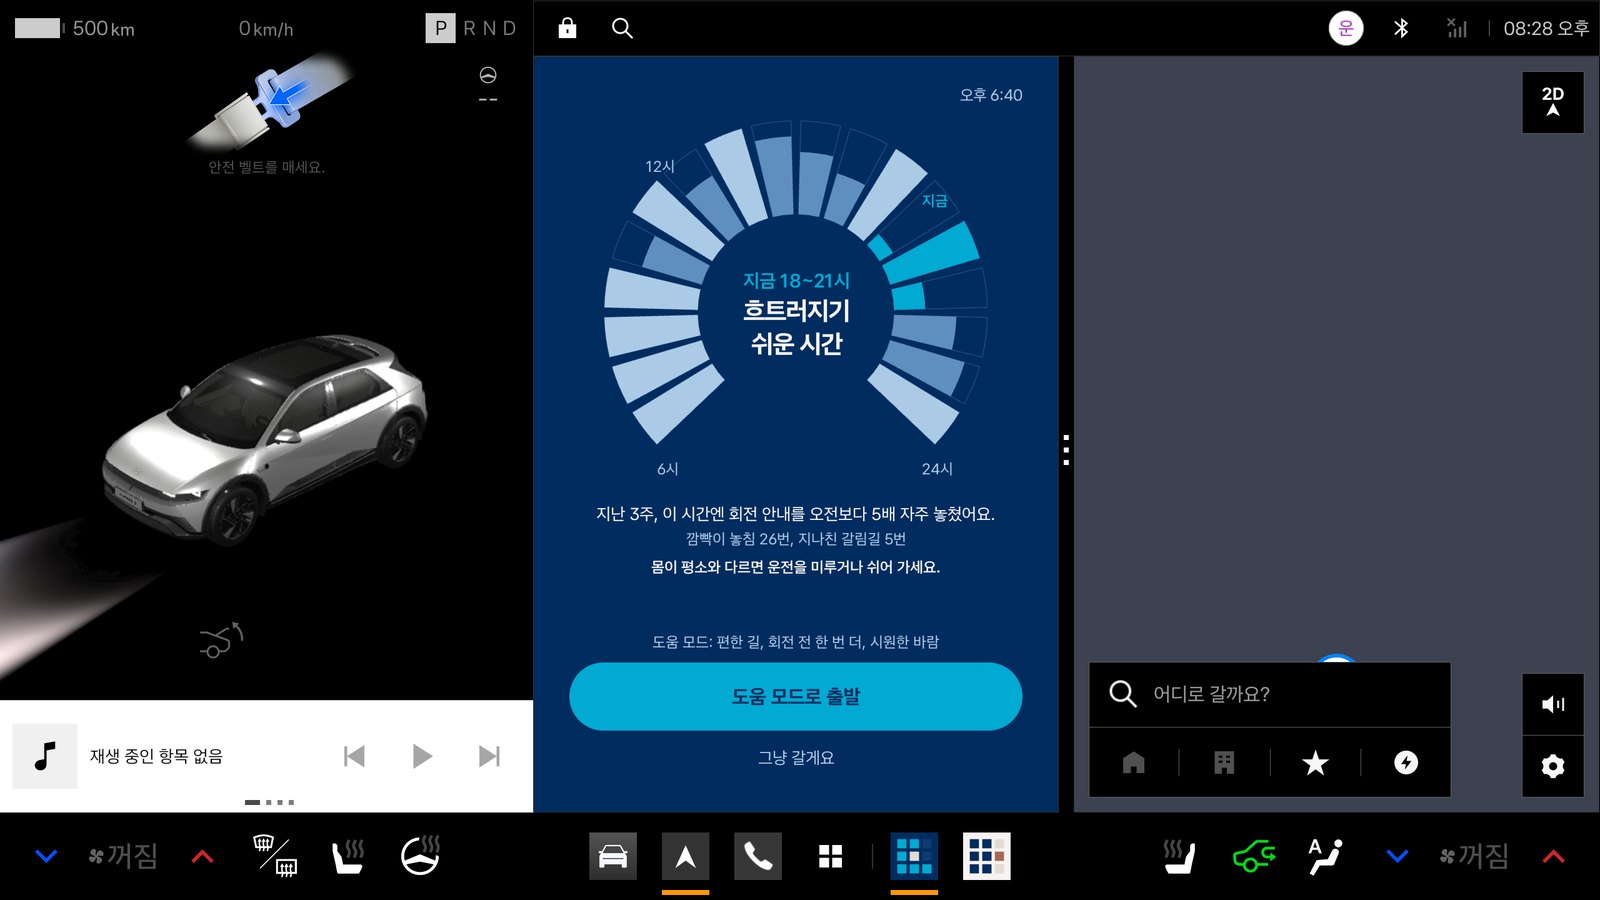 500 km
0 km/h
P R N D
운
08:28 오후
안전 벨트를 매세요.
--
오후 6:40
2D
12시
지금
지금 18~21시
흐트러지기
쉬운 시간
6시
24시
지난 3주, 이 시간엔 회전 안내를 오전보다 5배 자주 놓쳤어요.
깜빡이 놓침 26번, 지나친 갈림길 5번
몸이 평소와 다르면 운전을 미루거나 쉬어 가세요.
도움 모드: 편한 길, 회전 전 한 번 더, 시원한 바람
도움 모드로 출발
그냥 갈게요
어디로 갈까요?
재생 중인 항목 없음
꺼짐
A
꺼짐